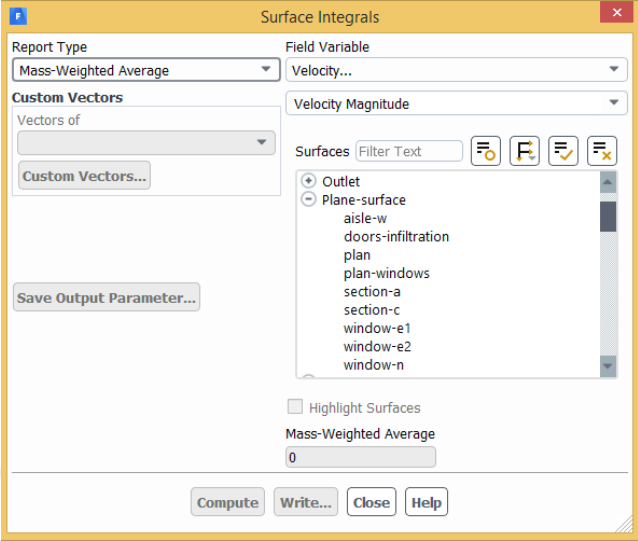 Surface Integrals
Report Type
Mass-Weighted Average
Custom Vectors
Vectors of
Custom Vectors...
Save Output Parameter...
Field Variable
Velocity...
Velocity Magnitude
Surfaces Filter Text
Outlet
Plane-surface
aisle-w
doors-infiltration
plan
plan-windows
section-a
section-c
window-e1
window-e2
window-n
Highlight Surfaces
Mass-Weighted Average
0
Compute Write... Close Help